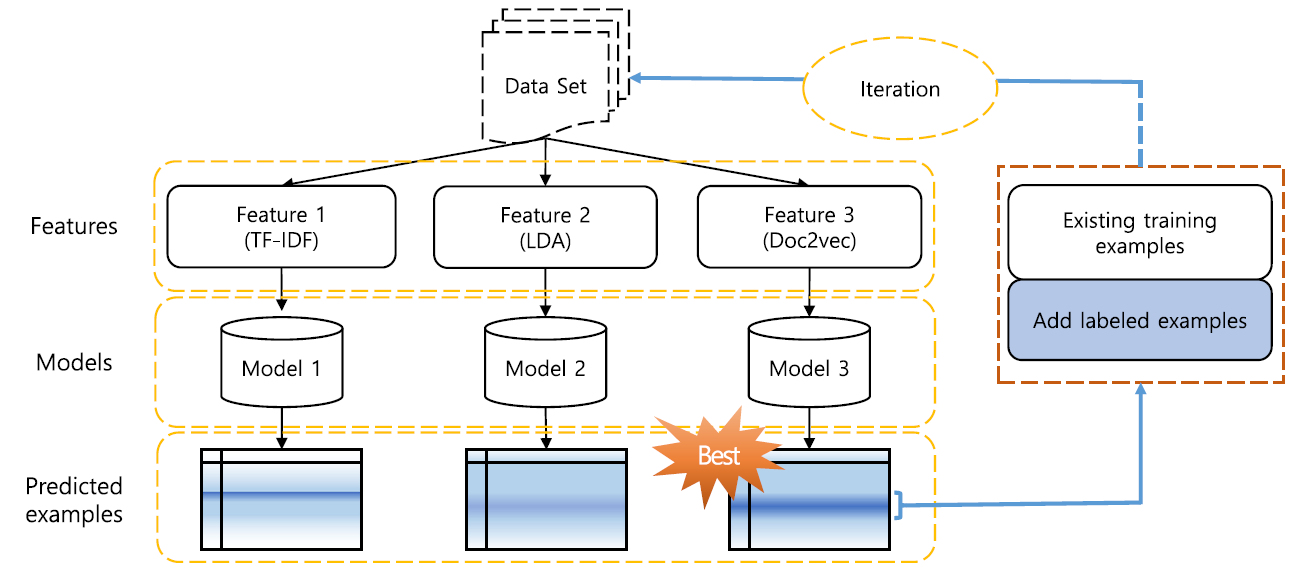 Data Set
Iteration
Features
Feature 1
(TF-IDF)
Feature 2
(LDA)
Feature 3
(Doc2vec)
Existing training
examples
Add labeled examples
Models
Model 1
Model 2
Model 3
Best
Predicted
examples